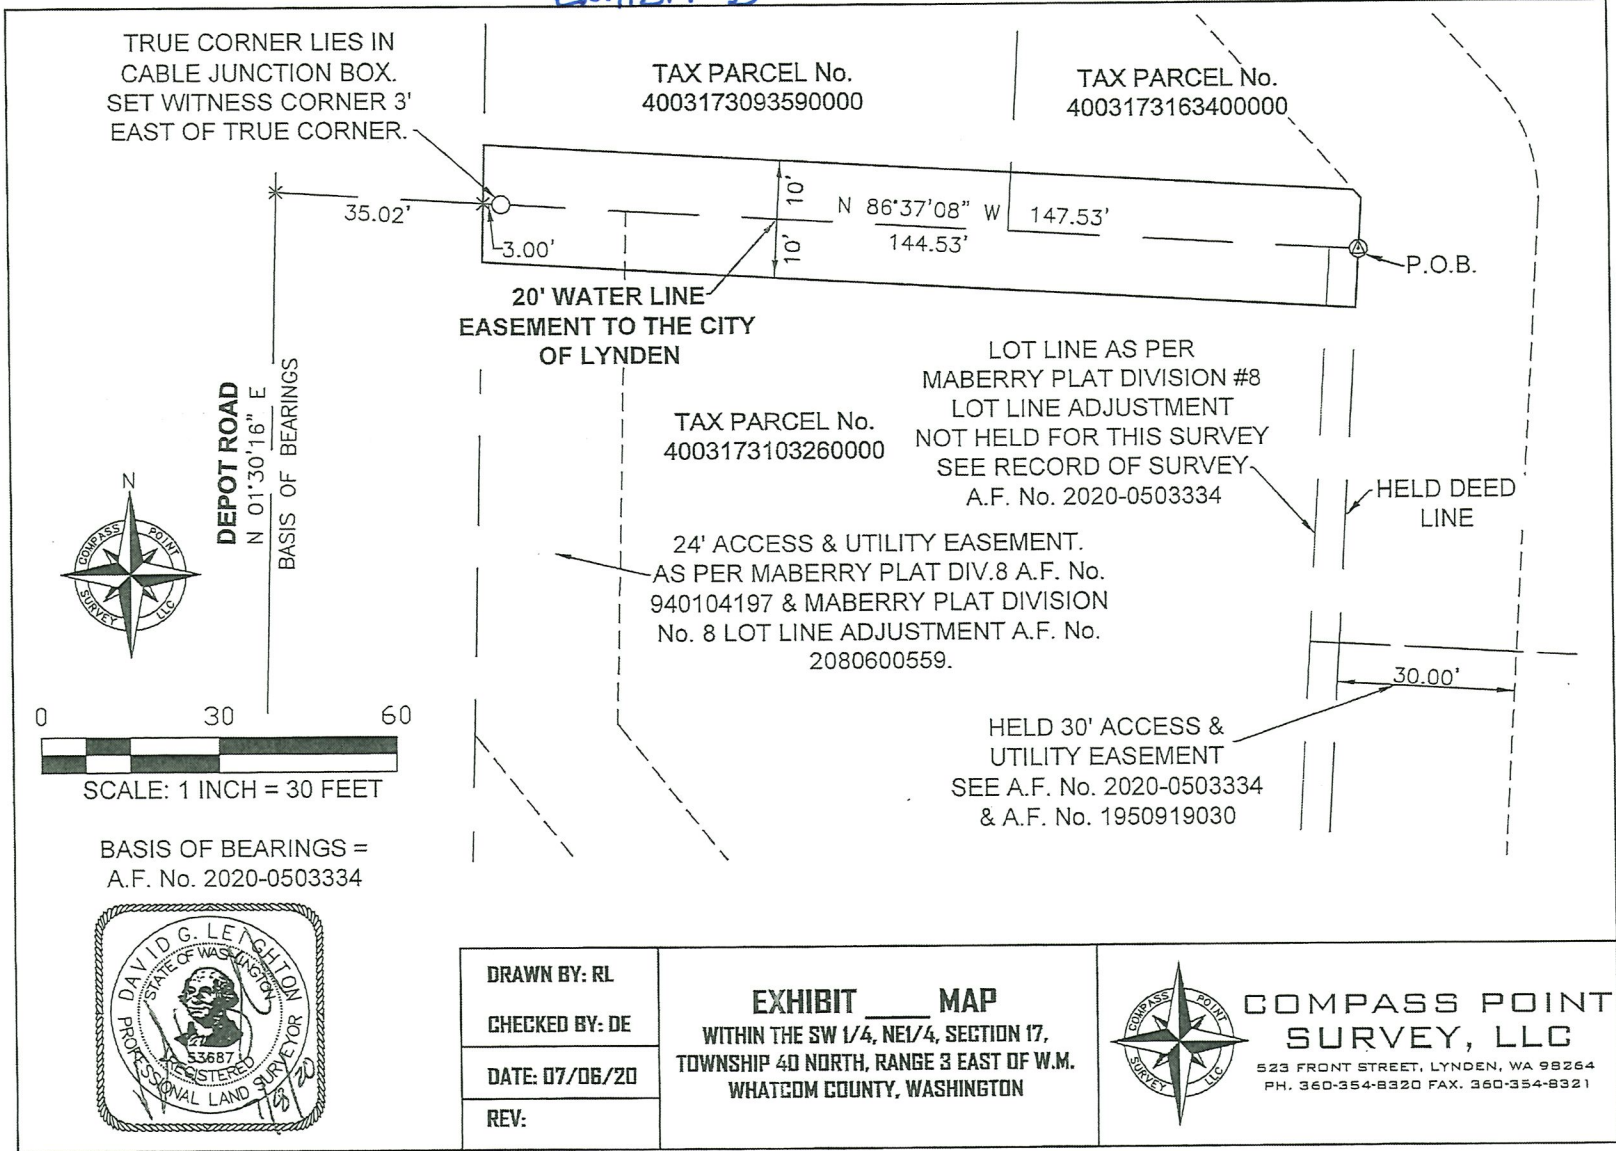 TRUE CORNER LIES IN
CABLE JUNCTION BOX.
SET WITNESS CORNER 3'
EAST OF TRUE CORNER.
TAX PARCEL No.
4003173093590000
TAX PARCEL No.
4003173163400000
35.02'
3.00'
10'
10'
N 86°37'08" W
144.53'
147.53'
P.O.B.
20' WATER LINE
EASEMENT TO THE CITY
OF LYNDEN
DEPOT ROAD
N 01°30'16" E
BASIS OF BEARINGS
TAX PARCEL No.
4003173103260000
LOT LINE AS PER
MABERRY PLAT DIVISION #8
LOT LINE ADJUSTMENT
NOT HELD FOR THIS SURVEY
SEE RECORD OF SURVEY
A.F. No. 2020-0503334
HELD DEED
LINE
24' ACCESS & UTILITY EASEMENT.
AS PER MABERRY PLAT DIV.8 A.F. No.
940104197 & MABERRY PLAT DIVISION
No. 8 LOT LINE ADJUSTMENT A.F. No.
2080600559.
30.00'
HELD 30' ACCESS &
UTILITY EASEMENT
SEE A.F. No. 2020-0503334
& A.F. No. 1950919030
N
COMPASS POINT
SURVEY LLC
0 30 60
SCALE: 1 INCH = 30 FEET
BASIS OF BEARINGS =
A.F. No. 2020-0503334
DAVID G. LEIGHTON
STATE OF WASHINGTON
53687
REGISTERED
PROFESSIONAL LAND SURVEYOR
DRAWN BY: RL
CHECKED BY: DE
DATE: 07/06/20
REV:
EXHIBIT ____ MAP
WITHIN THE SW 1/4, NE1/4, SECTION 17,
TOWNSHIP 40 NORTH, RANGE 3 EAST OF W.M.
WHATCOM COUNTY, WASHINGTON
COMPASS POINT
SURVEY LLC
COMPASS POINT
SURVEY, LLC
523 FRONT STREET, LYNDEN, WA 98264
PH. 360-354-8320 FAX. 360-354-8321